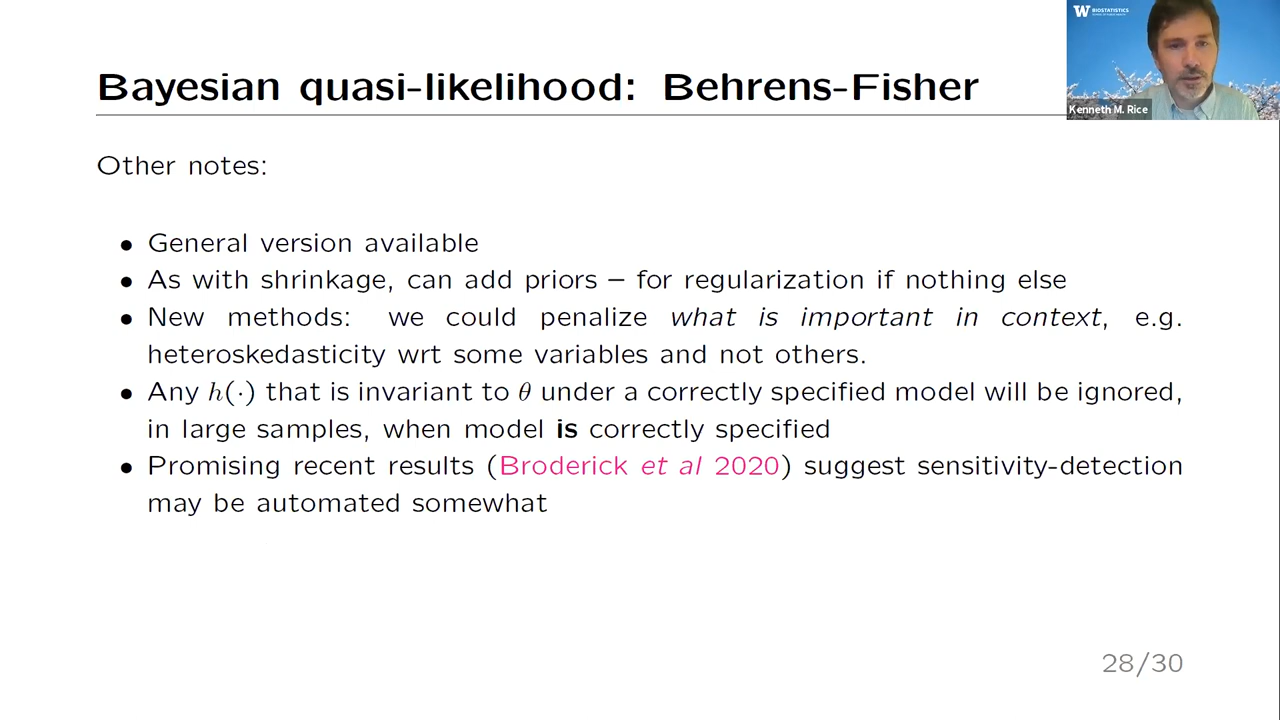 W BIOSTATISTICS
Kenneth M. Rice
Bayesian quasi-likelihood: Behrens-Fisher
Other notes:
• General version available
• As with shrinkage, can add priors – for regularization if nothing else
• New methods: we could penalize what is important in context, e.g.
heteroskedasticity wrt some variables and not others.
• Any h(·) that is invariant to θ under a correctly specified model will be ignored,
in large samples, when model is correctly specified
• Promising recent results (Broderick et al 2020) suggest sensitivity-detection
may be automated somewhat
28/30